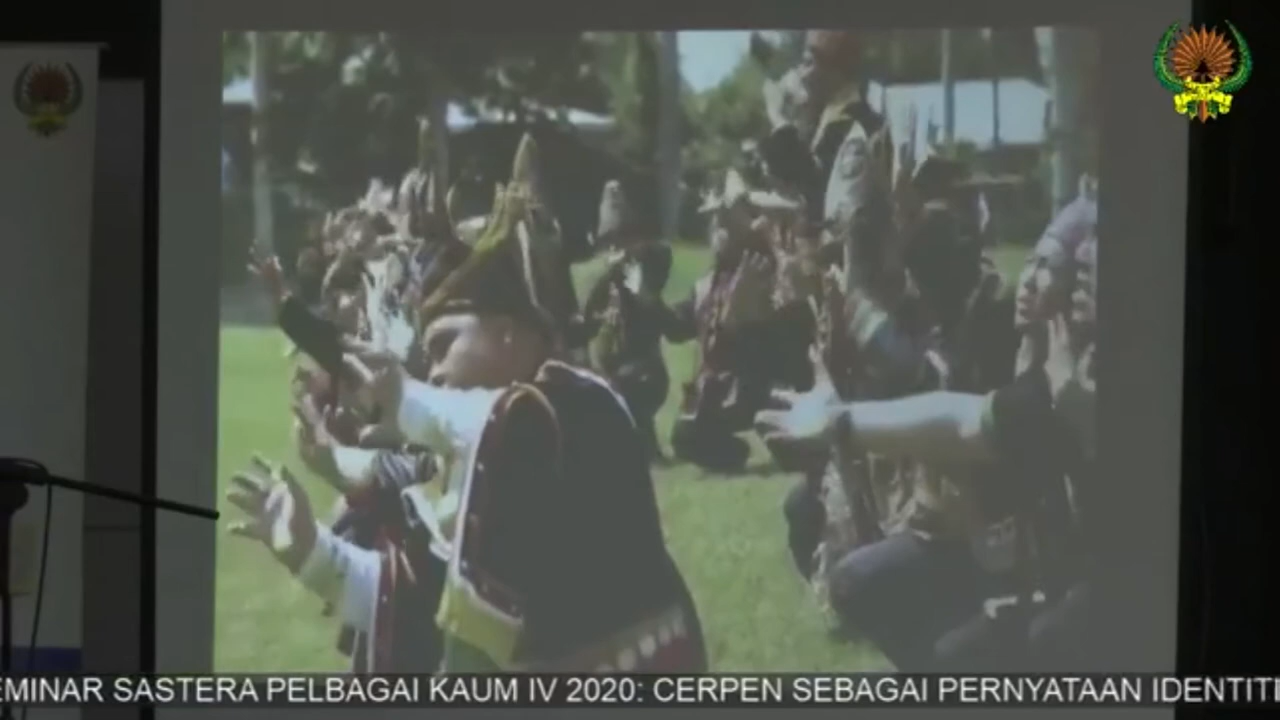 EMINAR SASTERA PELBAGAI KAUM IV 2020: CERPEN SEBAGAI PERNYATAAN IDENTITI